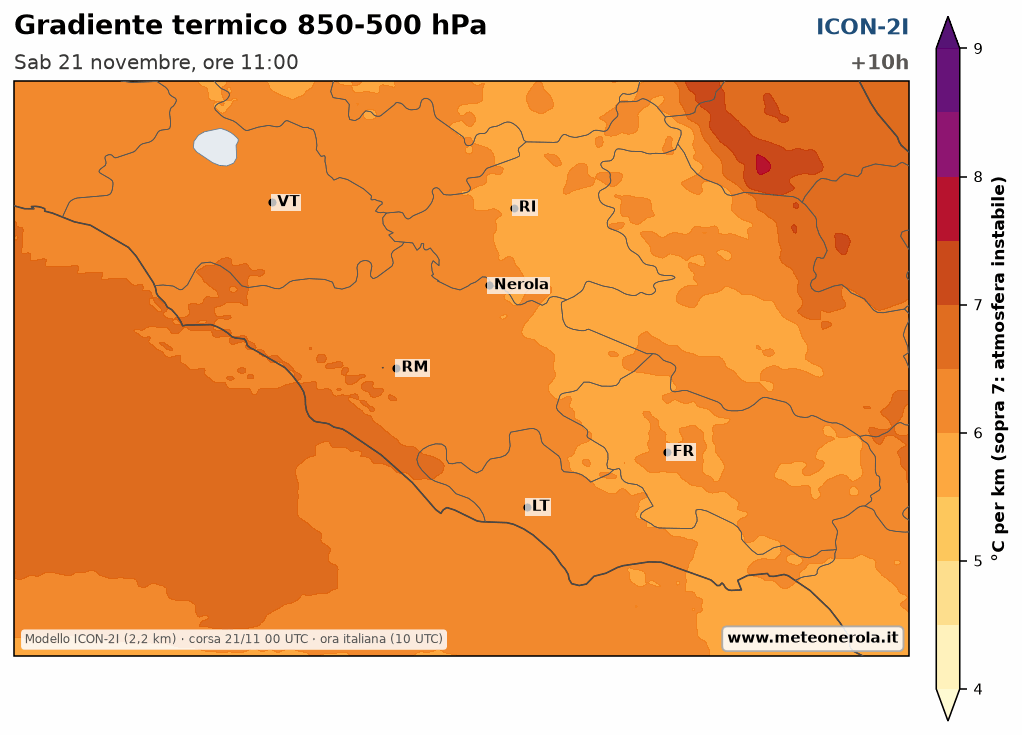 Gradiente termico 850-500 hPa
ICON-2I
Sab 21 novembre, ore 11:00
+10h
VT
RI
Nerola
RM
FR
LT
Modello ICON-2I (2,2 km) · corsa 21/11 00 UTC · ora italiana (10 UTC)
www.meteonerola.it
9
8
7
6
5
4
°C per km (sopra 7: atmosfera instabile)